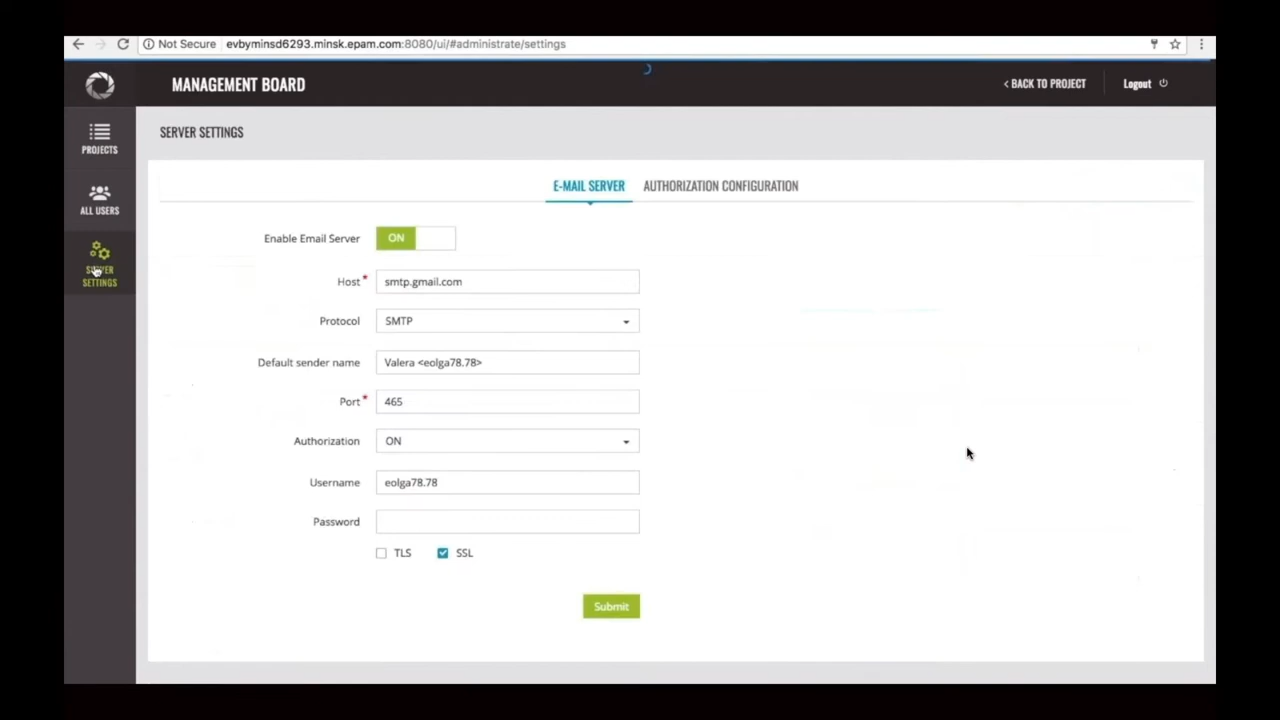 Not Secure evbyminsd6293.minsk.epam.com:8080/ui/#administrate/settings
MANAGEMENT BOARD
< BACK TO PROJECT
Logout
PROJECTS
ALL USERS
SERVER SETTINGS
SERVER SETTINGS
E-MAIL SERVER
AUTHORIZATION CONFIGURATION
Enable Email Server ON
Host* smtp.gmail.com
Protocol SMTP
Default sender name Valera <eolga78.78>
Port* 465
Authorization ON
Username eolga78.78
Password
TLS SSL
Submit